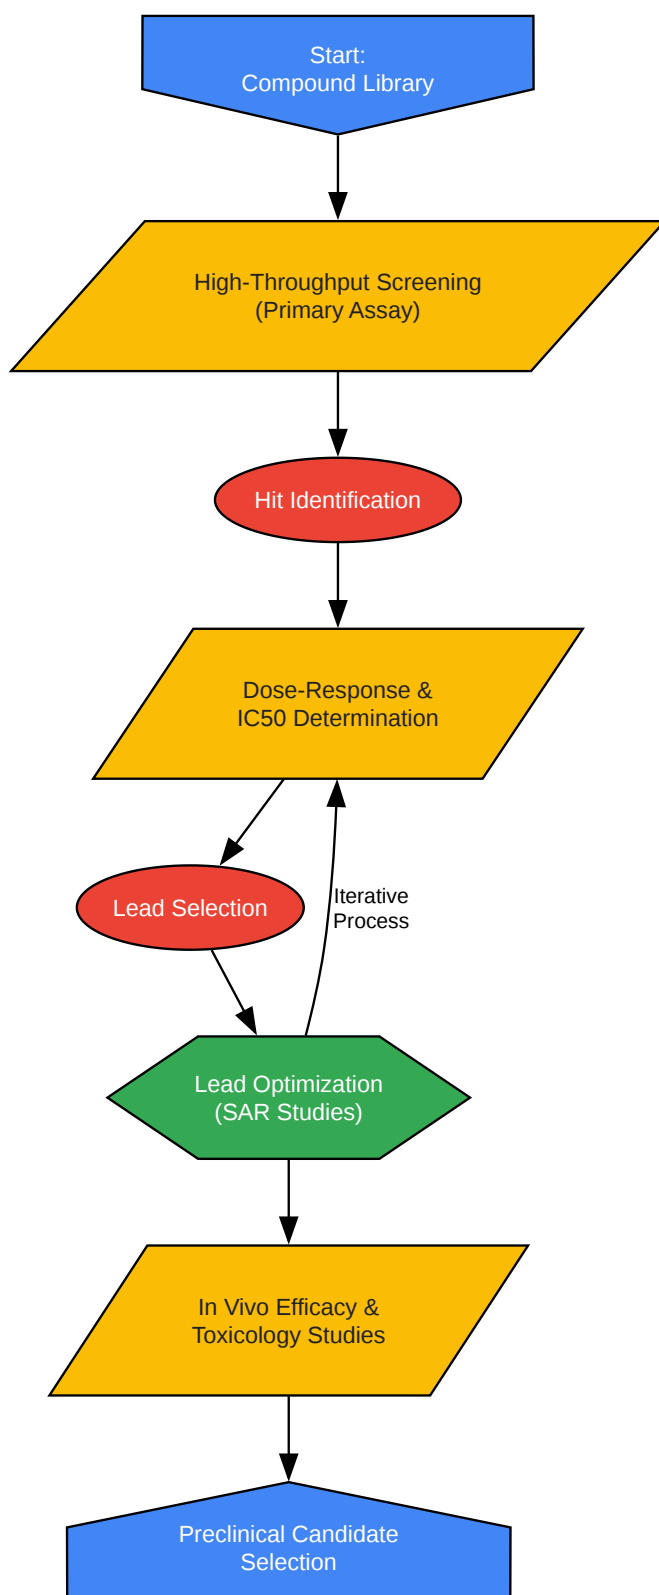 Start:
Compound Library
High-Throughput Screening
(Primary Assay)
Hit Identification
Dose-Response &
IC50 Determination
Lead Selection
Iterative
Process
Lead Optimization
(SAR Studies)
In Vivo Efficacy &
Toxicology Studies
Preclinical Candidate
Selection